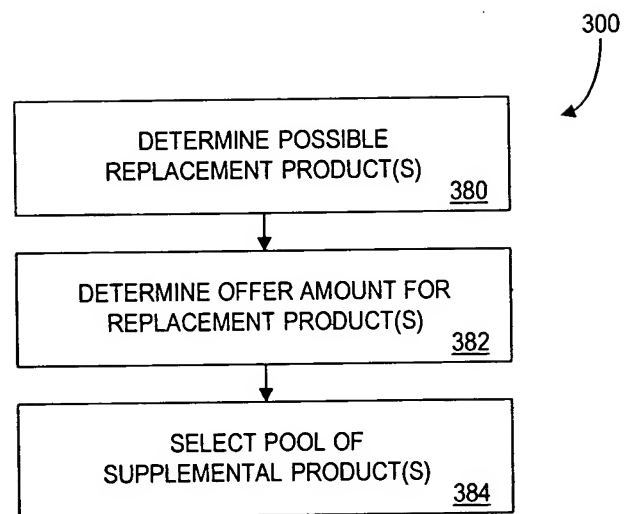 300
DETERMINE POSSIBLE
REPLACEMENT PRODUCT(S)
380
DETERMINE OFFER AMOUNT FOR
REPLACEMENT PRODUCT(S)
382
SELECT POOL OF
SUPPLEMENTAL PRODUCT(S)
384